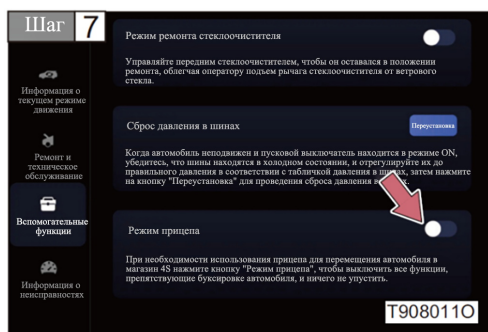 Шаг 7
Режим ремонта стеклоочистителя
Управляйте передним стеклоочистителем, чтобы он оставался в положении
ремонта, облегчая оператору подъем рычага стеклоочистителя от ветрового
стекла.
Информация о
текущем режиме
движения
Сброс давления в шинах
Переустановка
Когда автомобиль неподвижен и пусковой выключатель находится в режиме ON,
убедитесь, что шины находятся в холодном состоянии, и отрегулируйте их до
правильного давления в соответствии с табличкой давления в шинах, затем нажмите
на кнопку "Переустановка" для проведения сброса давления в
Ремонт и
техническое
обслуживание
Вспомогательные
функции
Режим прицепа
При необходимости использования прицепа для перемещения автомобиля в
магазин 4S нажмите кнопку "Режим прицепа", чтобы выключить все функции,
препятствующие буксировке автомобиля, и ничего не упустить.
Информация о
неисправностях
T908011O